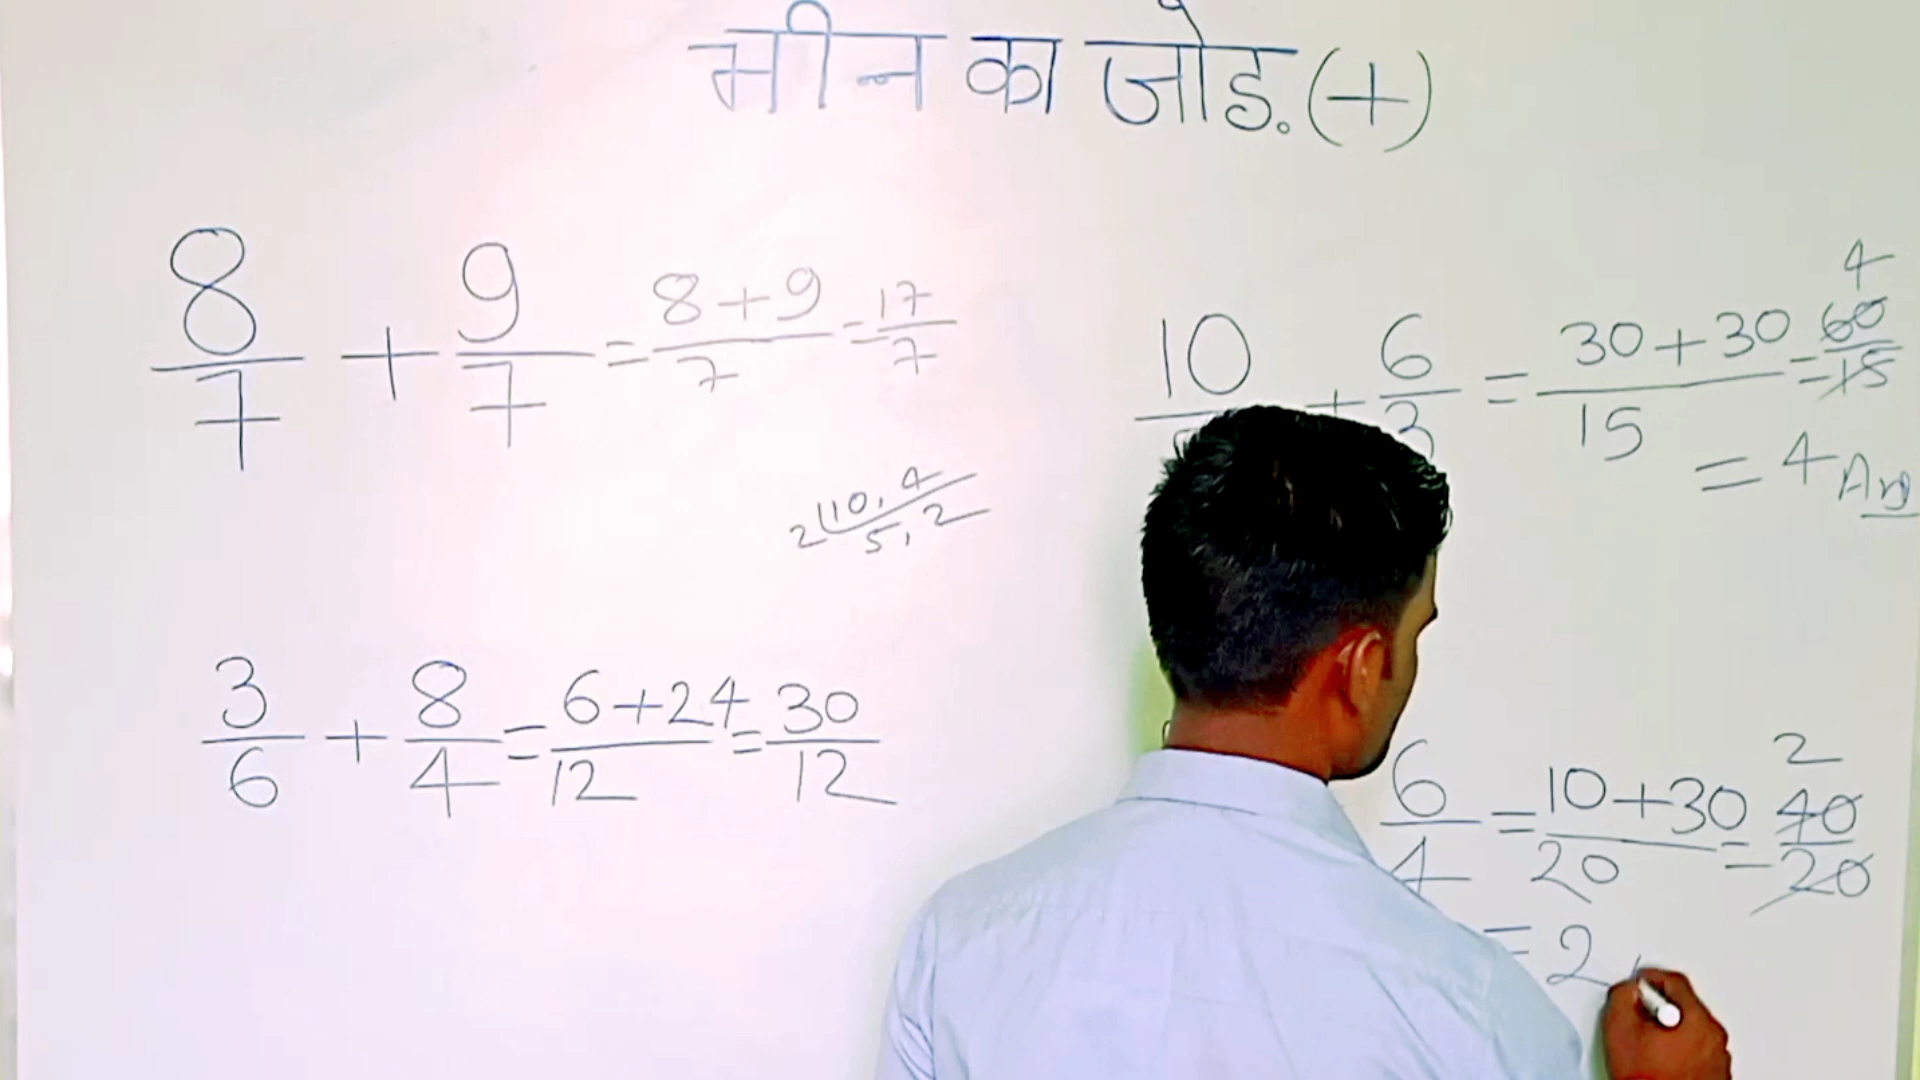 मीन का जोड़ (+)
8/7 + 9/7 = 8+9/7 = 17/7
10/ + 6/3 = 30+30/15 = 60/15 4
= 4 Ans
2 | 10, 4
5, 2
3/6 + 8/4 = 6+24/12 = 30/12
6/4 = 10+30/20 = 40/20 2
= 2